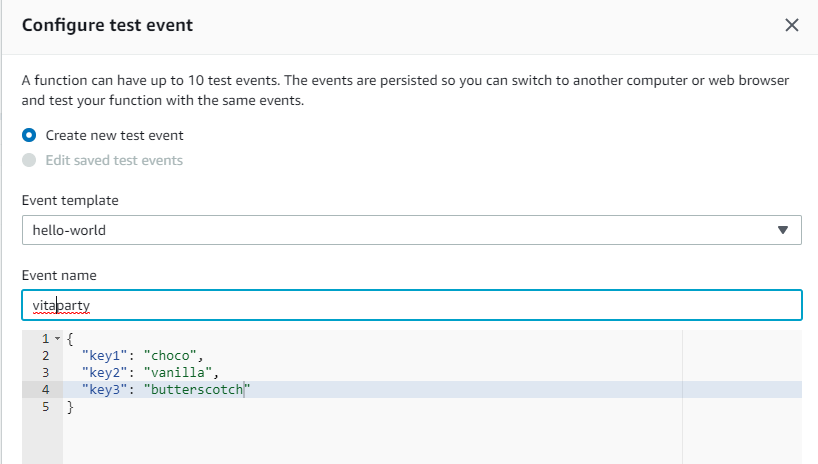 Configure test event
A function can have up to 10 test events. The events are persisted so you can switch to another computer or web browser
and test your function with the same events.
Create new test event
Edit saved test events
Event template
hello-world
Event name
vitaparty
1 {
2 "key1": "choco",
3 "key2": "vanilla",
4 "key3": "butterscotch"
5 }